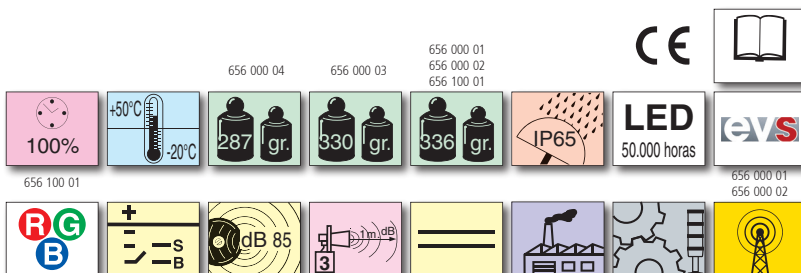 CE
656 000 01
656 000 04
656 000 03
656 000 02
656 100 01
100%
+50°C
-20°C
287 gr.
330 gr.
336 gr.
IP65
LED
50.000 horas
evs
656 100 01
656 000 01
656 000 02
R G
B
+
-
S
B
dB 85
1m dB
3